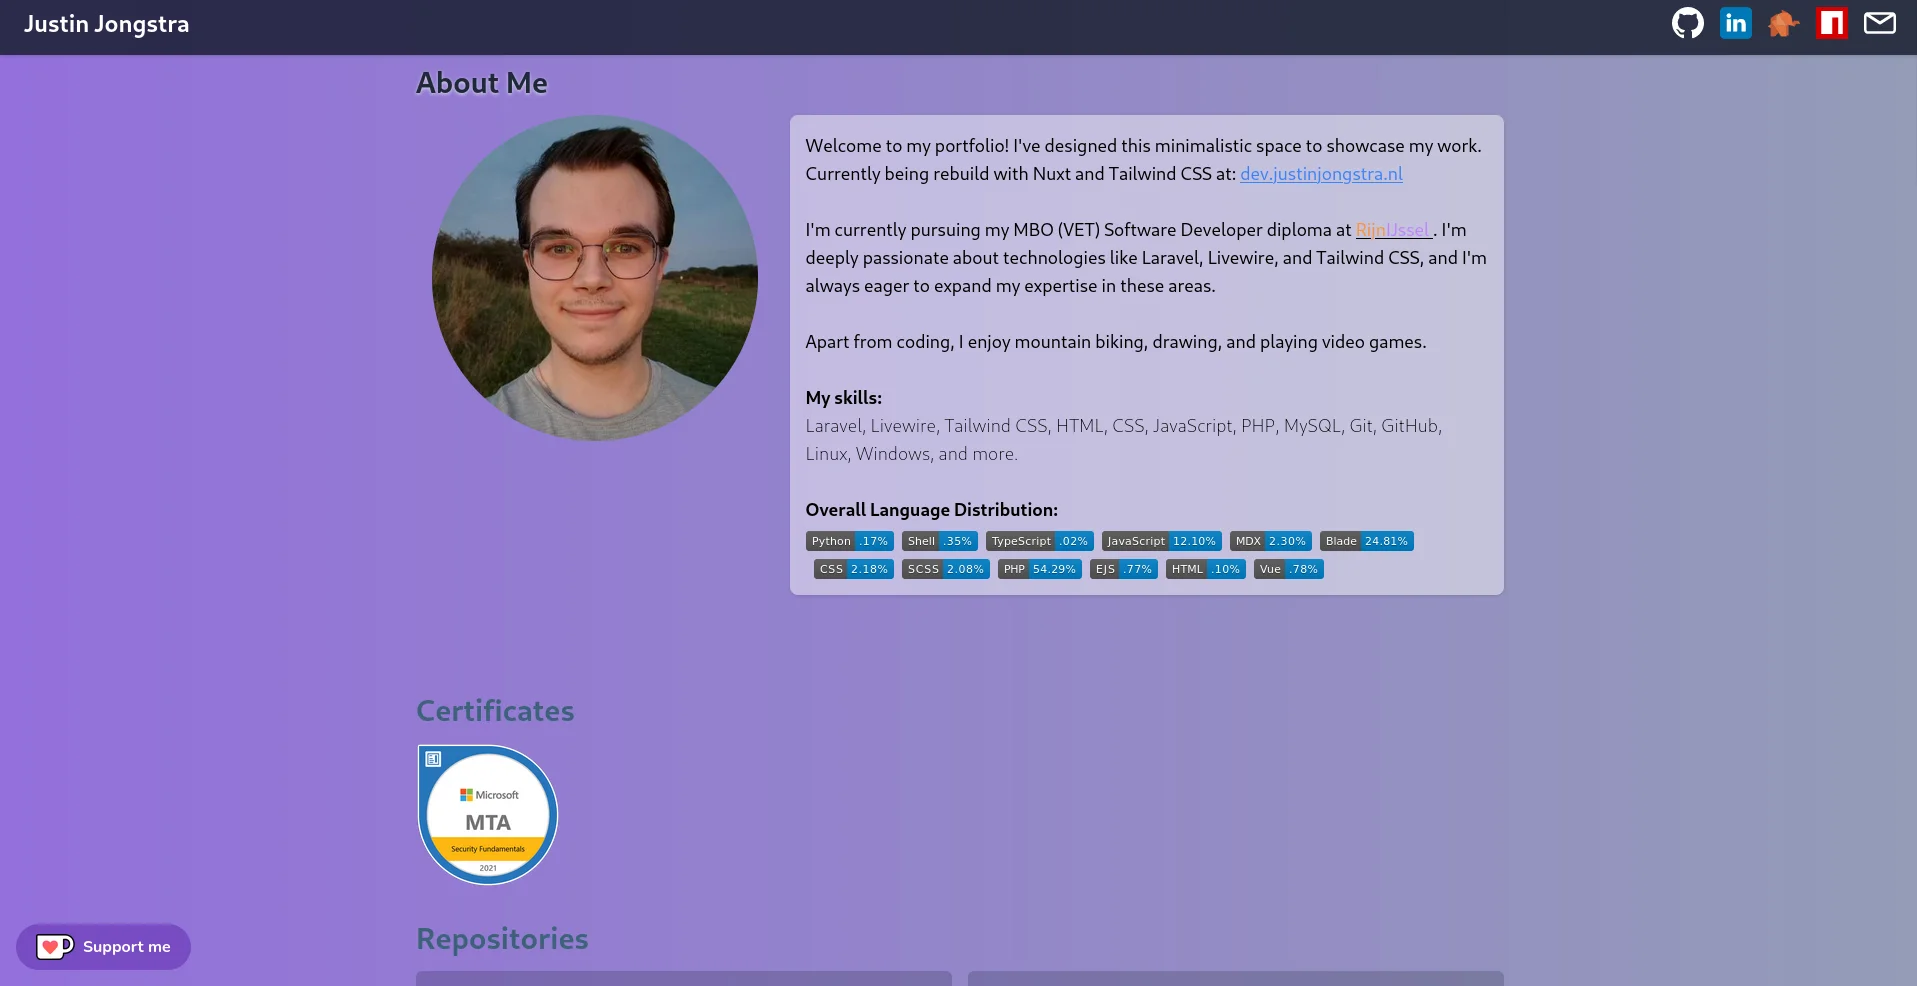 Justin Jongstra
in
About Me
Welcome to my portfolio! I've designed this minimalistic space to showcase my work.
Currently being rebuild with Nuxt and Tailwind CSS at: dev.justinjongstra.nl
I'm currently pursuing my MBO (VET) Software Developer diploma at RijnIJssel . I'm
deeply passionate about technologies like Laravel, Livewire, and Tailwind CSS, and I'm
always eager to expand my expertise in these areas.
Apart from coding, I enjoy mountain biking, drawing, and playing video games.
My skills:
Laravel, Livewire, Tailwind CSS, HTML, CSS, JavaScript, PHP, MySQL, Git, GitHub,
Linux, Windows, and more.
Overall Language Distribution:
Python .17% Shell .35% TypeScript .02% JavaScript 12.10% MDX 2.30% Blade 24.81%
CSS 2.18% SCSS 2.08% PHP 54.29% EJS .77% HTML .10% Vue .78%
Certificates
Microsoft
MTA
Security Fundamentals
2021
Repositories
Support me